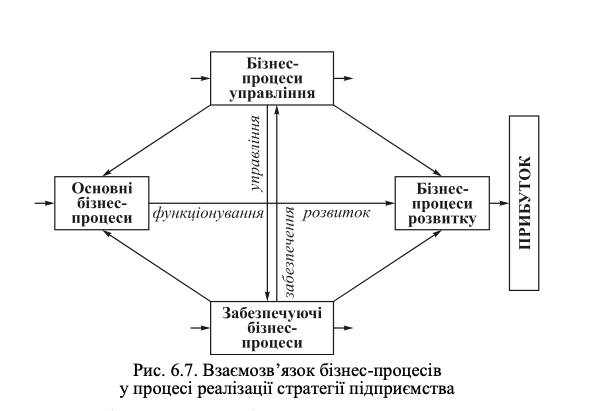 Бізнес-
процеси
управління
управління
Основні
бізнес-
процеси
функціонування
розвиток
Бізнес-
процеси
розвитку
ПРИБУТОК
забезпечення
Забезпечуючі
бізнес-
процеси
Рис. 6.7. Взаємозв’язок бізнес-процесів
у процесі реалізації стратегії підприємства